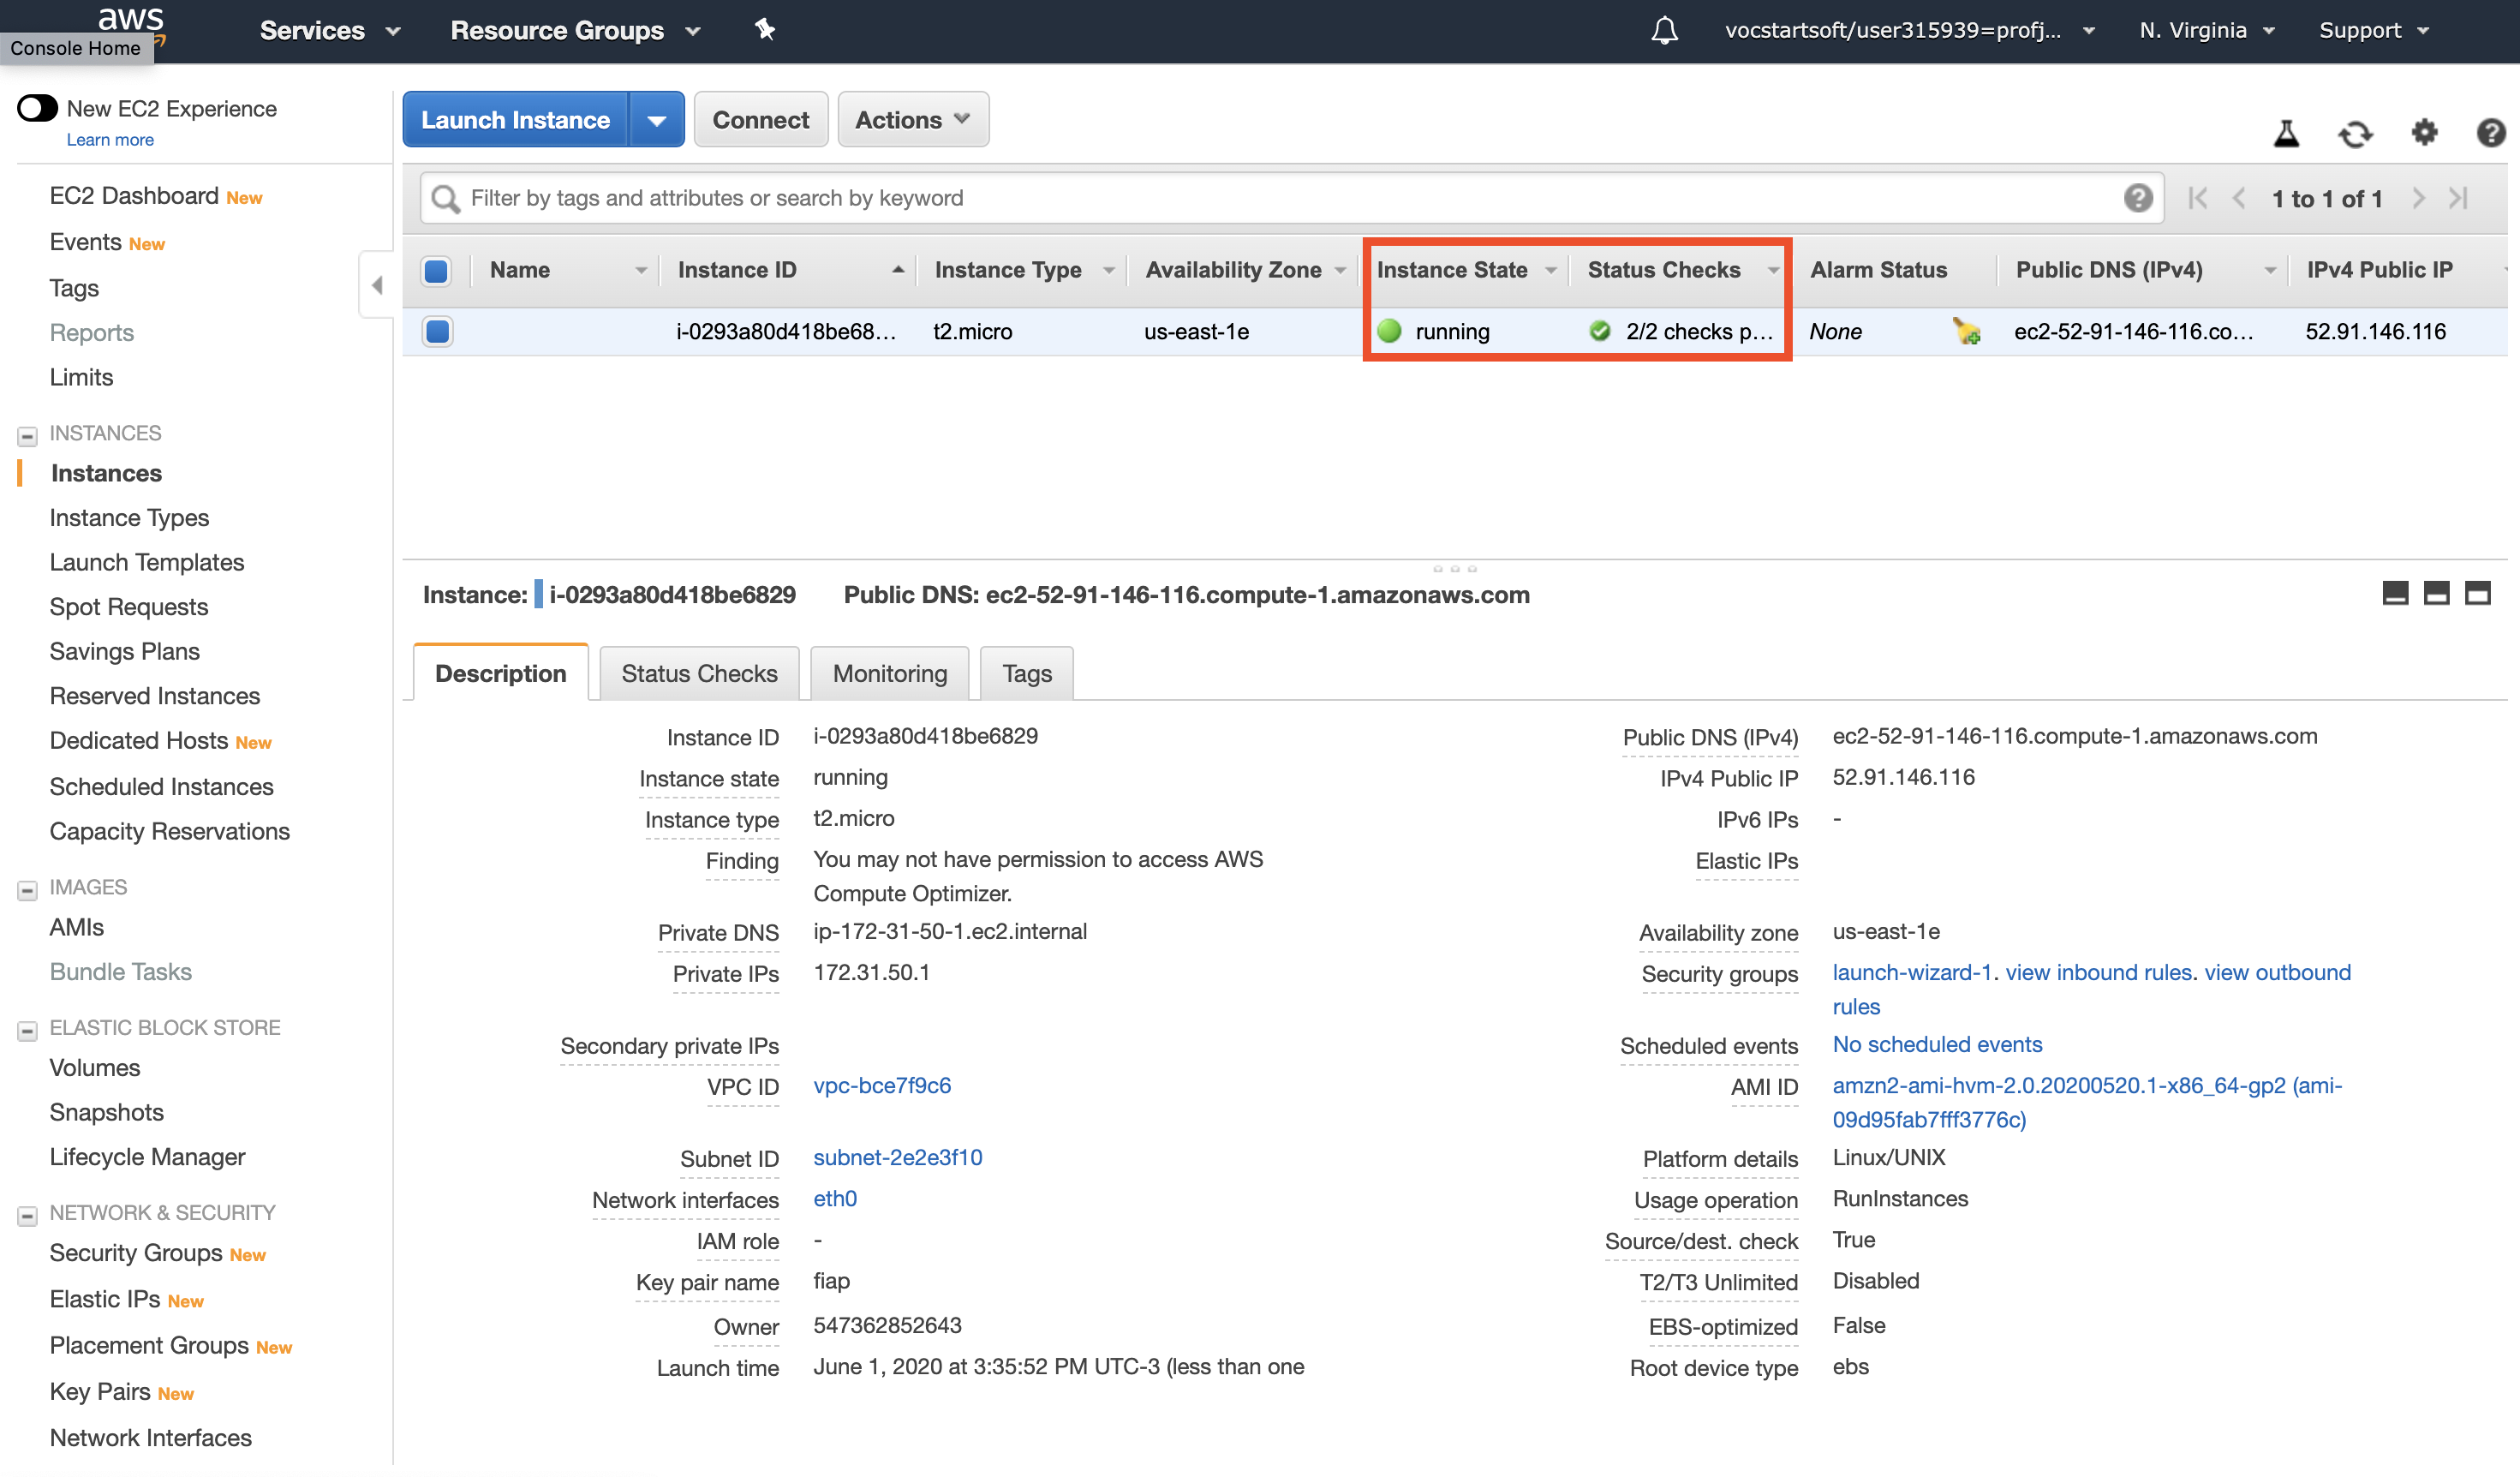 aws
Console Home
Services
Resource Groups
vocstartsoft/user315939=profj...
N. Virginia
Support
New EC2 Experience
Learn more
EC2 Dashboard New
Events New
Tags
Reports
Limits
INSTANCES
Instances
Instance Types
Launch Templates
Spot Requests
Savings Plans
Reserved Instances
Dedicated Hosts New
Scheduled Instances
Capacity Reservations
IMAGES
AMIs
Bundle Tasks
ELASTIC BLOCK STORE
Volumes
Snapshots
Lifecycle Manager
NETWORK & SECURITY
Security Groups New
Elastic IPs New
Placement Groups New
Key Pairs New
Network Interfaces
Launch Instance
Connect
Actions
Filter by tags and attributes or search by keyword
1 to 1 of 1
Name Instance ID Instance Type Availability Zone Instance State Status Checks Alarm Status Public DNS (IPv4) IPv4 Public IP
i-0293a80d418be68... t2.micro us-east-1e running 2/2 checks p... None ec2-52-91-146-116.co... 52.91.146.116
Instance: i-0293a80d418be6829 Public DNS: ec2-52-91-146-116.compute-1.amazonaws.com
Description Status Checks Monitoring Tags
Instance ID i-0293a80d418be6829
Instance state running
Instance type t2.micro
Finding You may not have permission to access AWS
Compute Optimizer.
Private DNS ip-172-31-50-1.ec2.internal
Private IPs 172.31.50.1
Secondary private IPs
VPC ID vpc-bce7f9c6
Subnet ID subnet-2e2e3f10
Network interfaces eth0
IAM role -
Key pair name fiap
Owner 547362852643
Launch time June 1, 2020 at 3:35:52 PM UTC-3 (less than one
Public DNS (IPv4) ec2-52-91-146-116.compute-1.amazonaws.com
IPv4 Public IP 52.91.146.116
IPv6 IPs -
Elastic IPs
Availability zone us-east-1e
Security groups launch-wizard-1. view inbound rules. view outbound
rules
Scheduled events No scheduled events
AMI ID amzn2-ami-hvm-2.0.20200520.1-x86_64-gp2 (ami-
09d95fab7fff3776c)
Platform details Linux/UNIX
Usage operation RunInstances
Source/dest. check True
T2/T3 Unlimited Disabled
EBS-optimized False
Root device type ebs